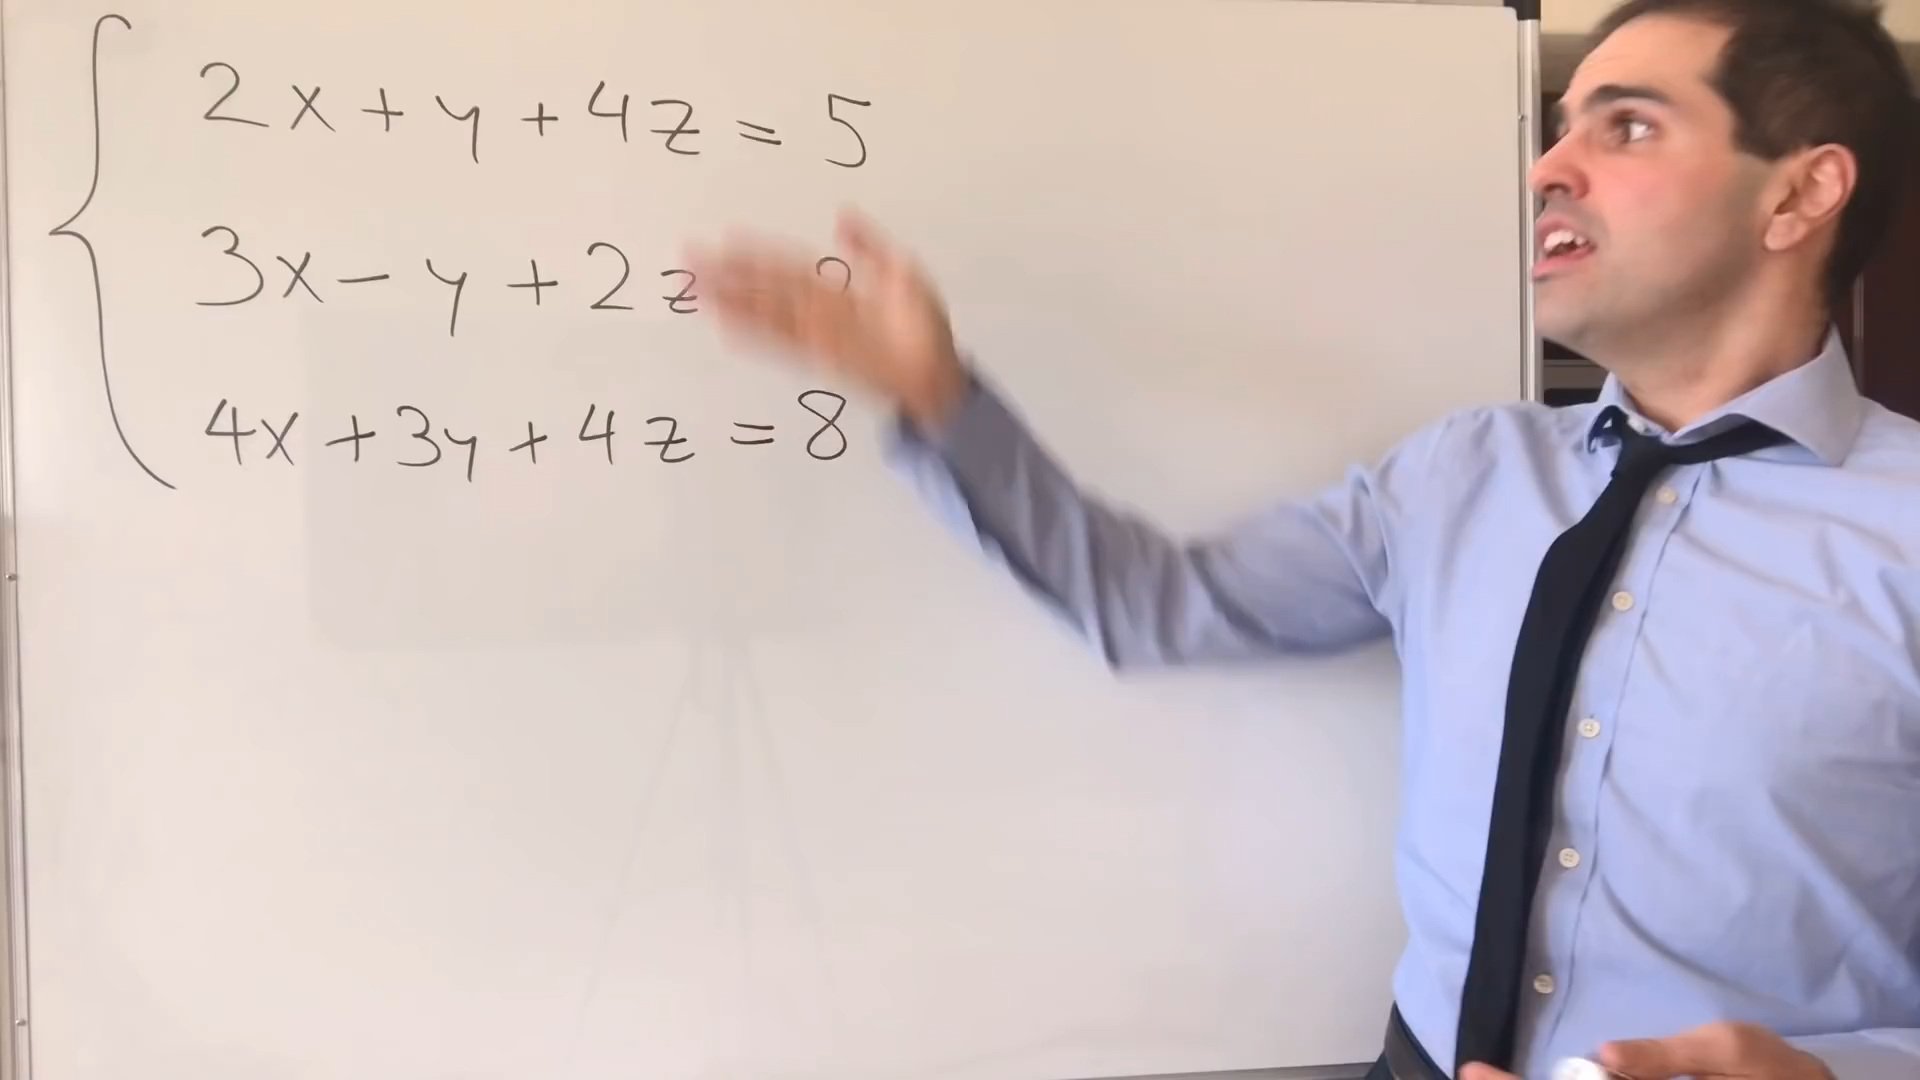 2x + y + 4z = 5
3x - y + 2z
4x + 3y + 4z = 8